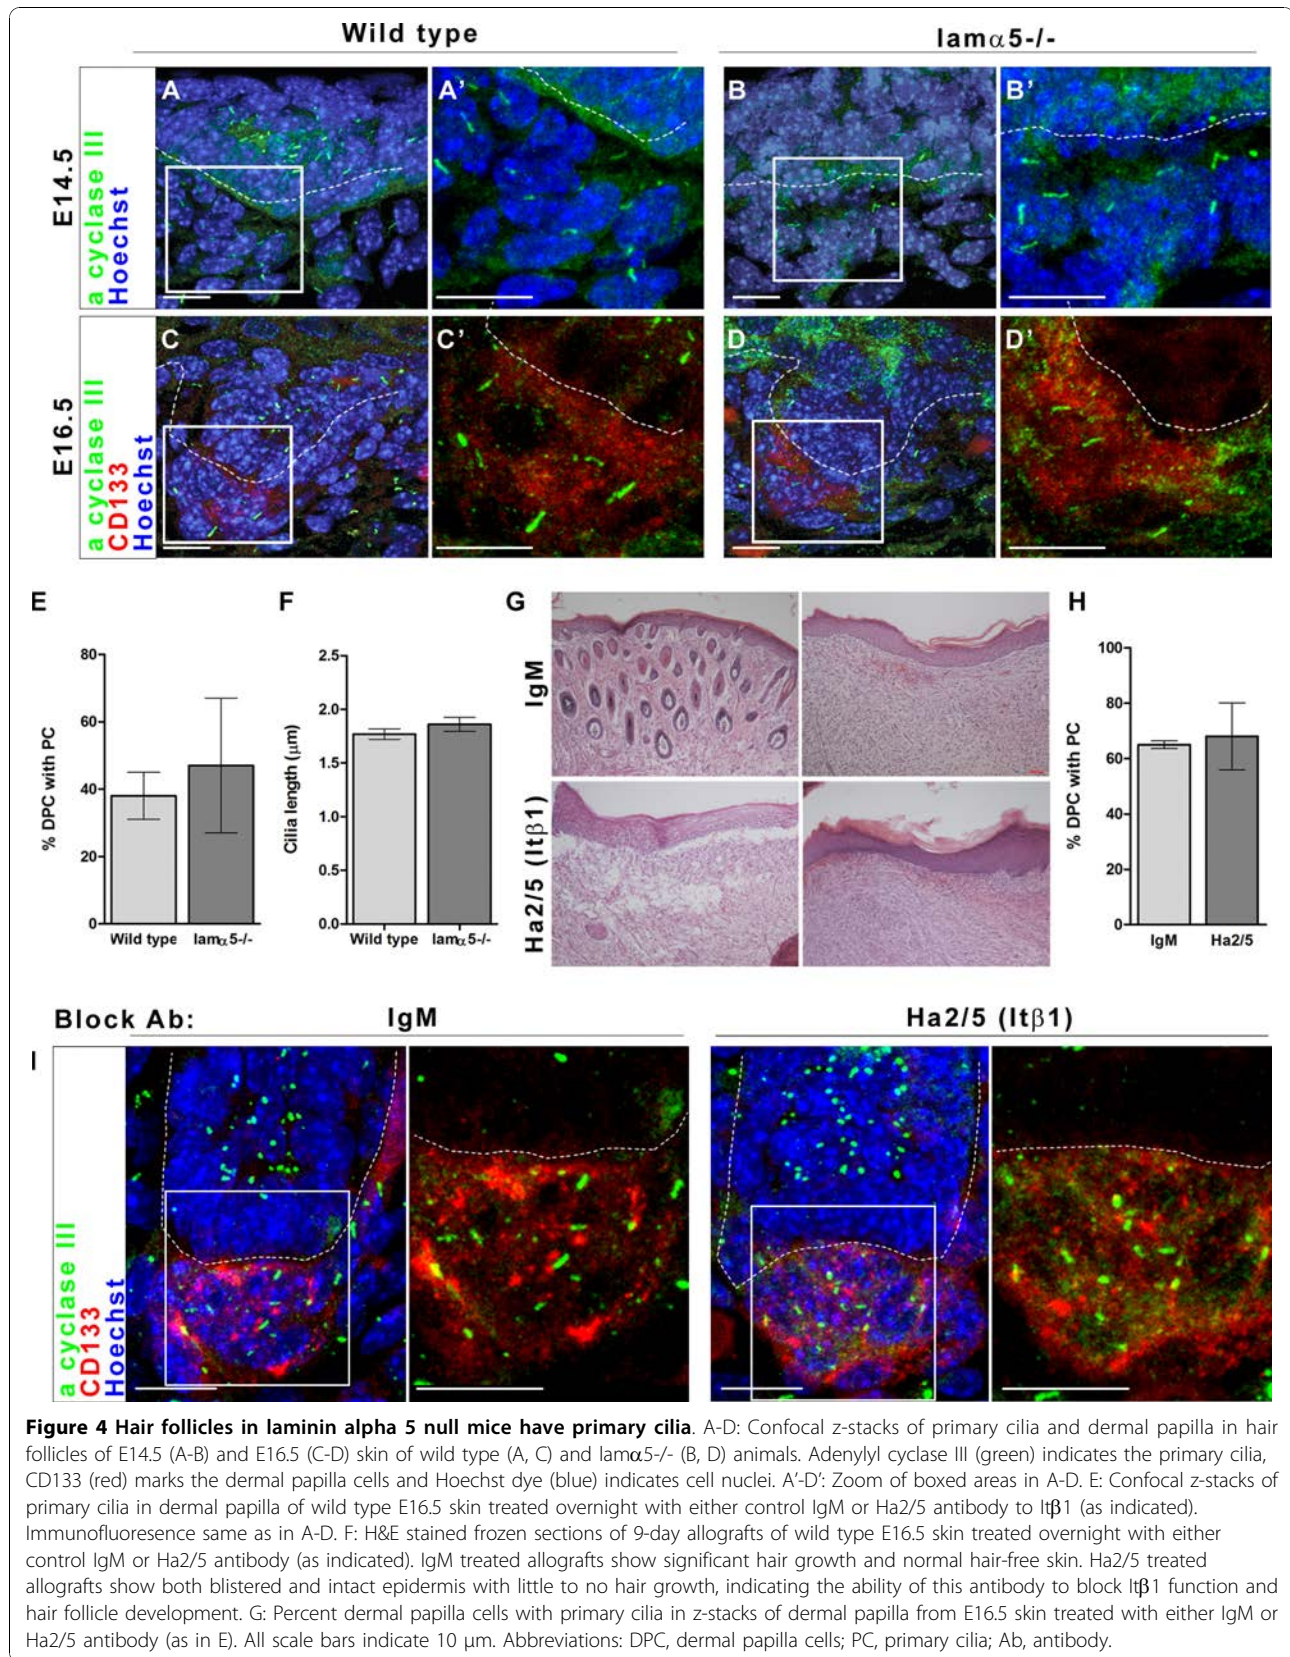 Wild type
lamα5-/-
E14.5
a cyclase III
Hoechst
A
A'
B
B'
E16.5
a cyclase III
CD133
Hoechst
C
C'
D
D'
E
% DPC with PC
80
60
40
20
0
Wild type
lamα5-/-
F
Cilia length (µm)
2.5
2.0
1.5
1.0
0.5
0.0
Wild type
lamα5-/-
G
IgM
Ha2/5 (Itβ1)
H
% DPC with PC
100
80
60
40
20
0
IgM
Ha2/5
Block Ab:
IgM
Ha2/5 (Itβ1)
I
a cyclase III
CD133
Hoechst
Figure 4 Hair follicles in laminin alpha 5 null mice have primary cilia. A-D: Confocal z-stacks of primary cilia and dermal papilla in hair
follicles of E14.5 (A-B) and E16.5 (C-D) skin of wild type (A, C) and lamα5-/- (B, D) animals. Adenylyl cyclase III (green) indicates the primary cilia,
CD133 (red) marks the dermal papilla cells and Hoechst dye (blue) indicates cell nuclei. A'-D': Zoom of boxed areas in A-D. E: Confocal z-stacks of
primary cilia in dermal papilla of wild type E16.5 skin treated overnight with either control IgM or Ha2/5 antibody to Itβ1 (as indicated).
Immunofluoresence same as in A-D. F: H&E stained frozen sections of 9-day allografts of wild type E16.5 skin treated overnight with either
control IgM or Ha2/5 antibody (as indicated). IgM treated allografts show significant hair growth and normal hair-free skin. Ha2/5 treated
allografts show both blistered and intact epidermis with little to no hair growth, indicating the ability of this antibody to block Itβ1 function and
hair follicle development. G: Percent dermal papilla cells with primary cilia in z-stacks of dermal papilla from E16.5 skin treated with either IgM or
Ha2/5 antibody (as in E). All scale bars indicate 10 µm. Abbreviations: DPC, dermal papilla cells; PC, primary cilia; Ab, antibody.